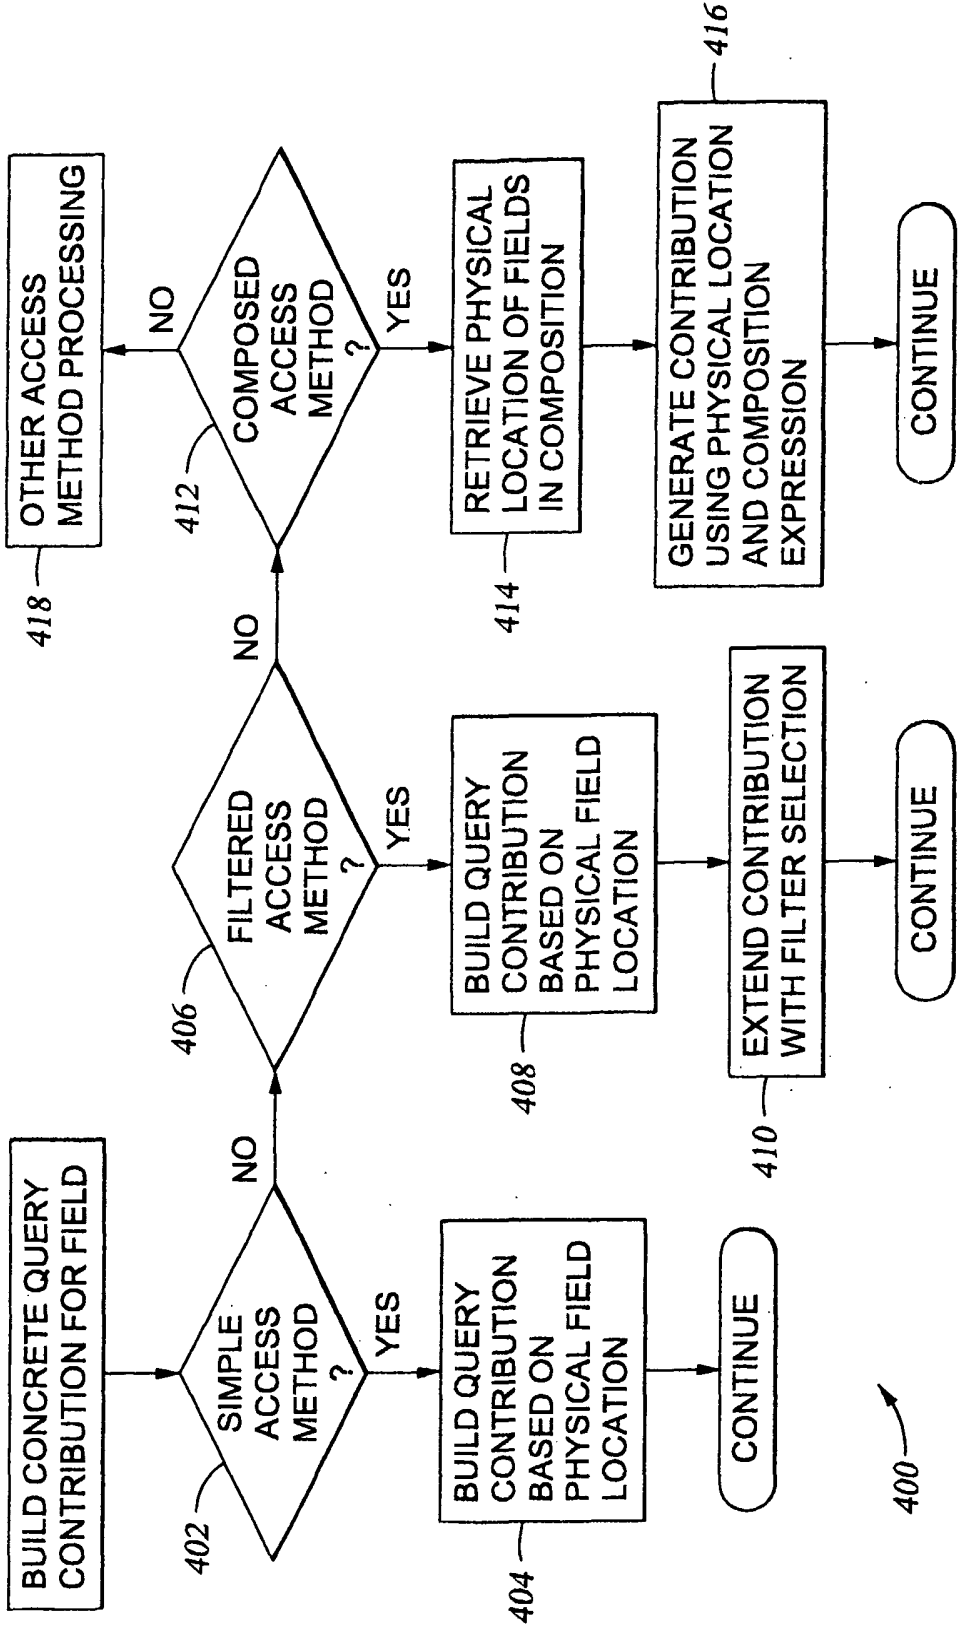 BUILD CONCRETE QUERY
CONTRIBUTION FOR FIELD
402
SIMPLE
ACCESS
METHOD
?
NO
YES
404
BUILD QUERY
CONTRIBUTION
BASED ON
PHYSICAL FIELD
LOCATION
CONTINUE
406
FILTERED
ACCESS
METHOD
?
NO
YES
408
BUILD QUERY
CONTRIBUTION
BASED ON
PHYSICAL FIELD
LOCATION
410
EXTEND CONTRIBUTION
WITH FILTER SELECTION
CONTINUE
418
OTHER ACCESS
METHOD PROCESSING
NO
412
COMPOSED
ACCESS
METHOD
?
YES
414
RETRIEVE PHYSICAL
LOCATION OF FIELDS
IN COMPOSITION
416
GENERATE CONTRIBUTION
USING PHYSICAL LOCATION
AND COMPOSITION
EXPRESSION
CONTINUE
400